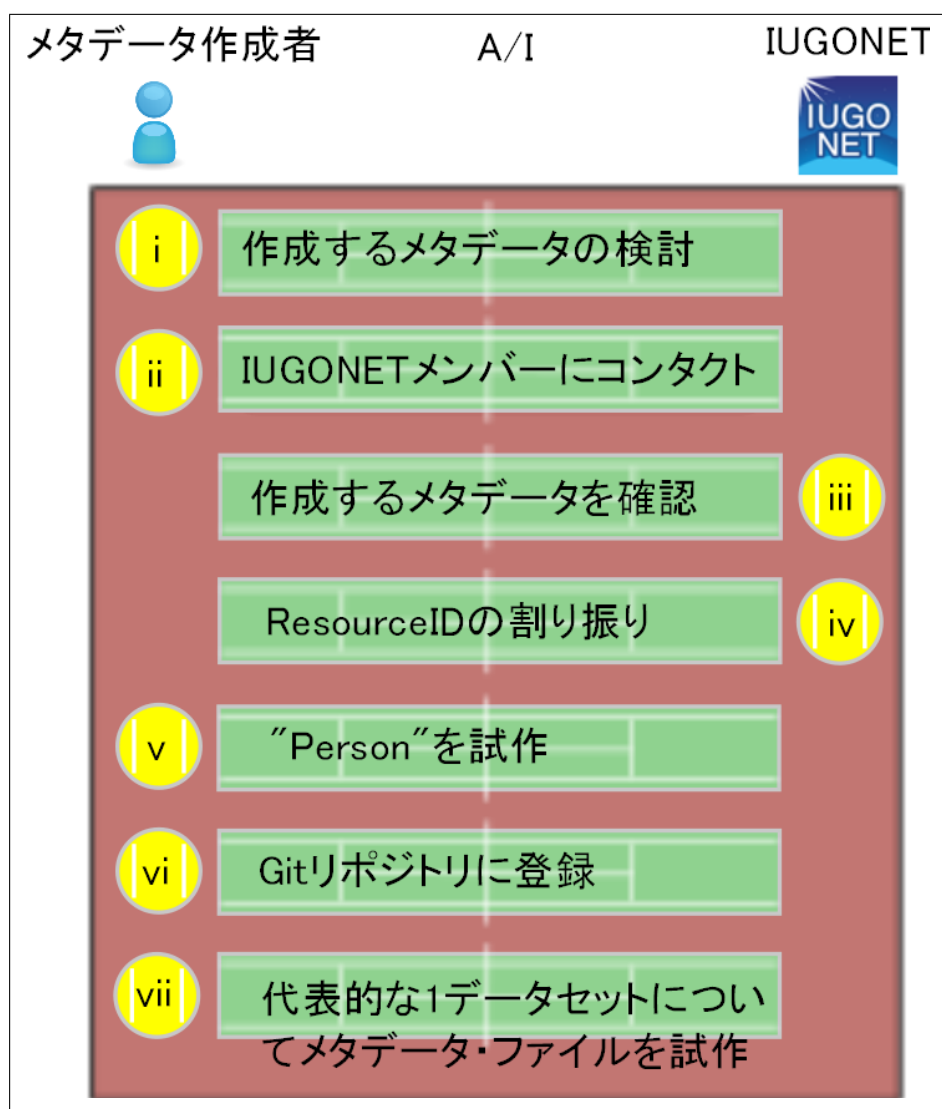 メタデータ作成者 A/I IUGONET
IUGO
NET
i 作成するメタデータの検討
ii IUGONETメンバーにコンタクト
作成するメタデータを確認 iii
ResourceIDの割り振り iv
v "Person"を試作
vi Gitリポジトリに登録
vii 代表的な1データセットについ
てメタデータ・ファイルを試作